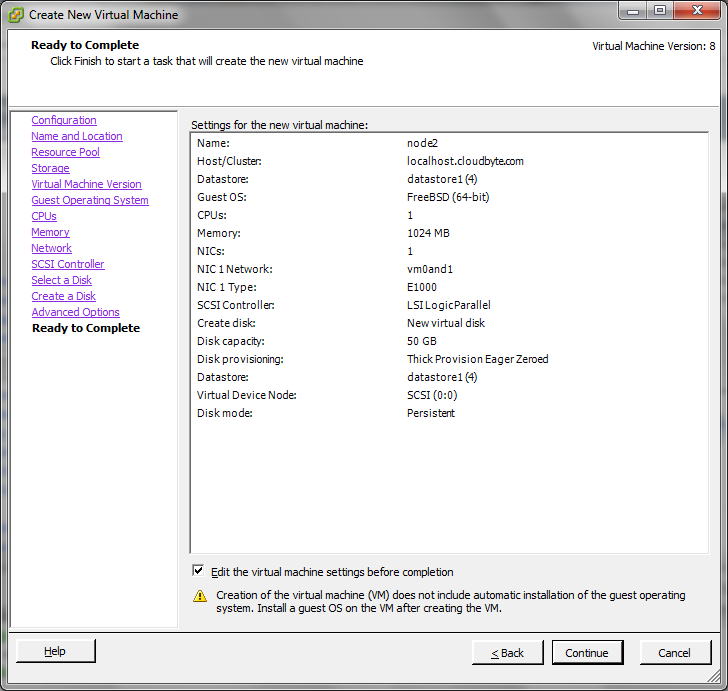 Create New Virtual Machine
Ready to Complete
Click Finish to start a task that will create the new virtual machine
Virtual Machine Version: 8
Configuration
Name and Location
Resource Pool
Storage
Virtual Machine Version
Guest Operating System
CPUs
Memory
Network
SCSI Controller
Select a Disk
Create a Disk
Advanced Options
Ready to Complete
Settings for the new virtual machine:
Name: node2
Host/Cluster: localhost.cloudbyte.com
Datastore: datastore1 (4)
Guest OS: FreeBSD (64-bit)
CPUs: 1
Memory: 1024 MB
NICs: 1
NIC 1 Network: vm0and1
NIC 1 Type: E1000
SCSI Controller: LSI Logic Parallel
Create disk: New virtual disk
Disk capacity: 50 GB
Disk provisioning: Thick Provision Eager Zeroed
Datastore: datastore1 (4)
Virtual Device Node: SCSI (0:0)
Disk mode: Persistent
Edit the virtual machine settings before completion
Creation of the virtual machine (VM) does not include automatic installation of the guest operating
system. Install a guest OS on the VM after creating the VM.
Help
< Back
Continue
Cancel